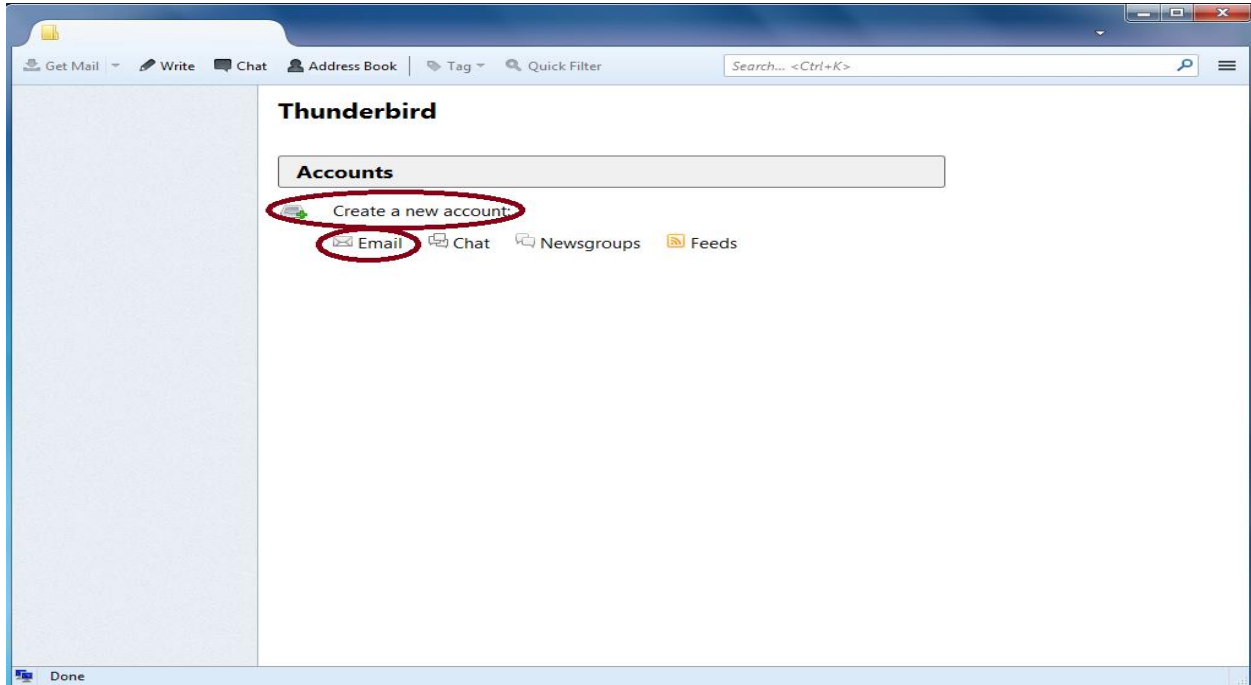 Get Mail Write Chat Address Book Tag Quick Filter Search... <Ctrl+K>
Thunderbird
Accounts
Create a new account:
Email Chat Newsgroups Feeds
Done